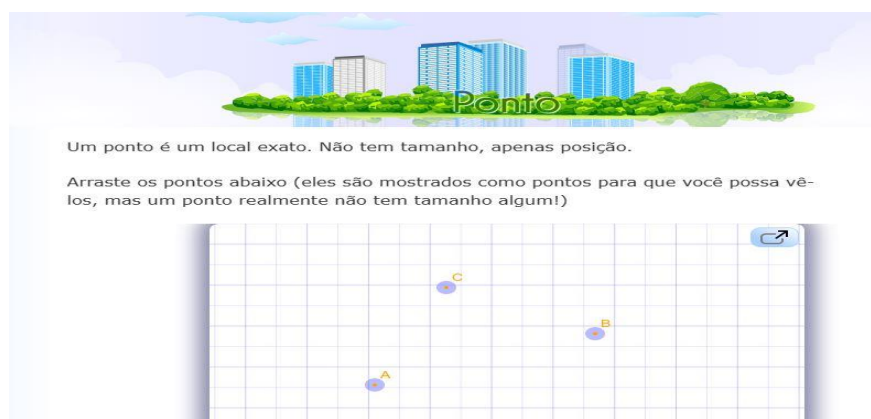 Ponto
Um ponto é um local exato. Não tem tamanho, apenas posição.
Arraste os pontos abaixo (eles são mostrados como pontos para que você possa vê-
los, mas um ponto realmente não tem tamanho algum!)
C
B
A